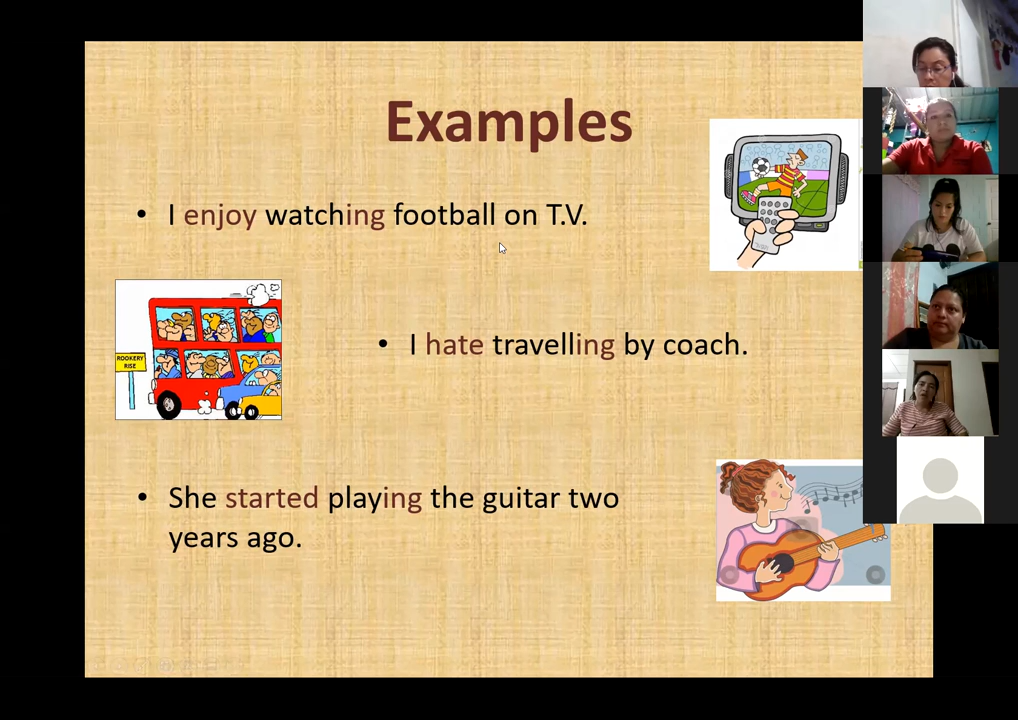 Examples
• I enjoy watching football on T.V.
ROOKERY
RISE
• I hate travelling by coach.
• She started playing the guitar two
years ago.